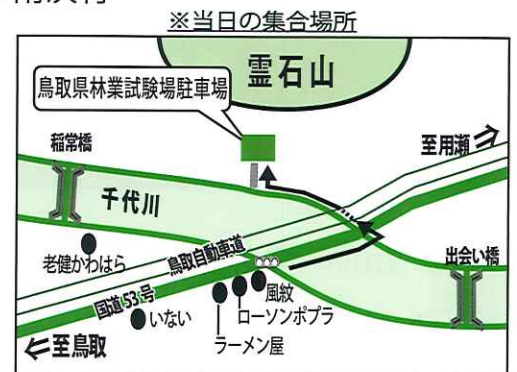 ※当日の集合場所
霊石山
鳥取県林業試験場駐車場
稲常橋
至用瀬
千代川
老健かわはら
鳥取自動車道
出会い橋
国道53号
風紋
いない
ローソンポプラ
ラーメン屋
至鳥取